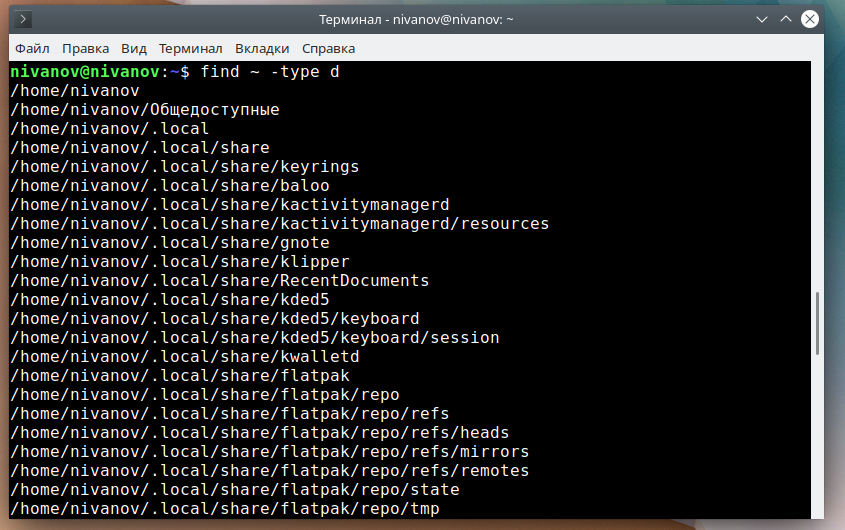 Терминал - nivanov@nivanov: ~
Файл Правка Вид Терминал Вкладки Справка
nivanov@nivanov:~$ find ~ -type d
/home/nivanov
/home/nivanov/Общедоступные
/home/nivanov/.local
/home/nivanov/.local/share
/home/nivanov/.local/share/keyrings
/home/nivanov/.local/share/baloo
/home/nivanov/.local/share/kactivitymanagerd
/home/nivanov/.local/share/kactivitymanagerd/resources
/home/nivanov/.local/share/gnote
/home/nivanov/.local/share/klipper
/home/nivanov/.local/share/RecentDocuments
/home/nivanov/.local/share/kded5
/home/nivanov/.local/share/kded5/keyboard
/home/nivanov/.local/share/kded5/keyboard/session
/home/nivanov/.local/share/kwalletd
/home/nivanov/.local/share/flatpak
/home/nivanov/.local/share/flatpak/repo
/home/nivanov/.local/share/flatpak/repo/refs
/home/nivanov/.local/share/flatpak/repo/refs/heads
/home/nivanov/.local/share/flatpak/repo/refs/mirrors
/home/nivanov/.local/share/flatpak/repo/refs/remotes
/home/nivanov/.local/share/flatpak/repo/state
/home/nivanov/.local/share/flatpak/repo/tmp